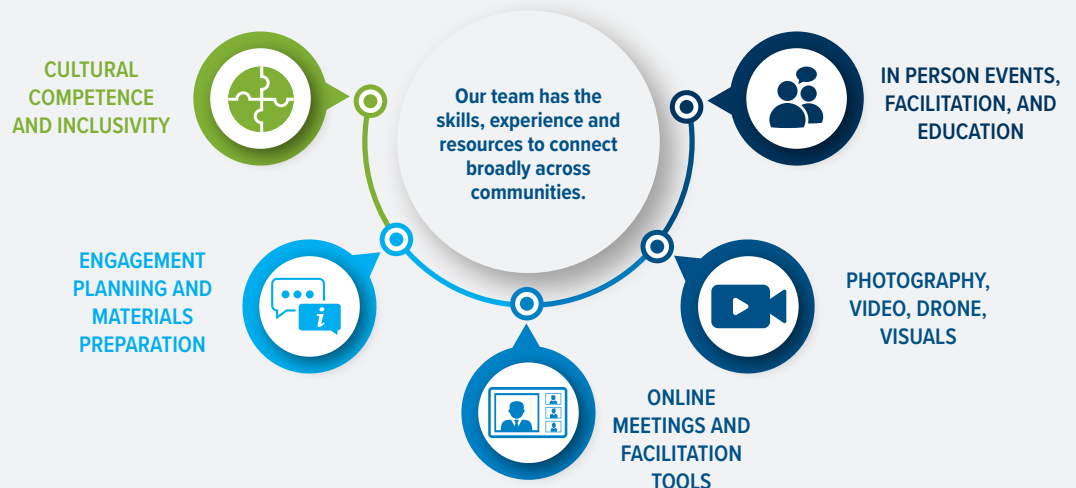 CULTURAL
COMPETENCE
AND INCLUSIVITY
Our team has the
skills, experience and
resources to connect
broadly across
communities.
IN PERSON EVENTS,
FACILITATION, AND
EDUCATION
ENGAGEMENT
PLANNING AND
MATERIALS
PREPARATION
i
PHOTOGRAPHY,
VIDEO, DRONE,
VISUALS
ONLINE
MEETINGS AND
FACILITATION
TOOLS